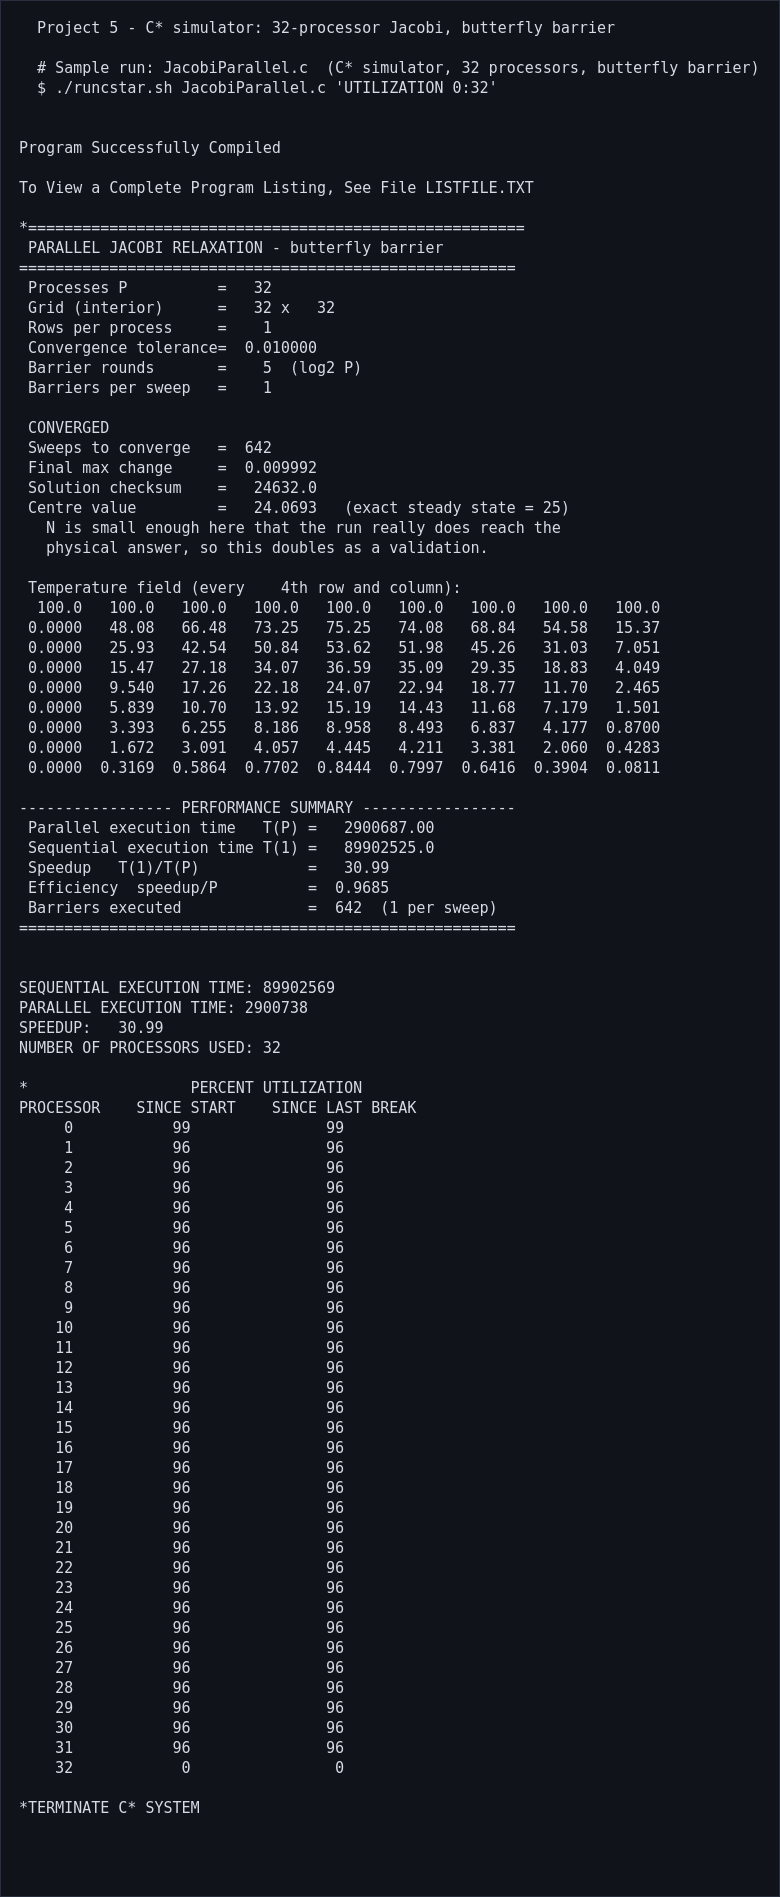 Project 5 - C* simulator: 32-processor Jacobi, butterfly barrier
# Sample run: JacobiParallel.c  (C* simulator, 32 processors, butterfly barrier)
$ ./runcstar.sh JacobiParallel.c 'UTILIZATION 0:32'
Program Successfully Compiled
To View a Complete Program Listing, See File LISTFILE.TXT
*=======================================================
PARALLEL JACOBI RELAXATION - butterfly barrier
=======================================================
Processes P          =   32
Grid (interior)      =   32 x   32
Rows per process     =    1
Convergence tolerance=  0.010000
Barrier rounds       =    5  (log2 P)
Barriers per sweep   =    1
CONVERGED
Sweeps to converge   =  642
Final max change     =  0.009992
Solution checksum    =   24632.0
Centre value         =   24.0693   (exact steady state = 25)
N is small enough here that the run really does reach the
physical answer, so this doubles as a validation.
Temperature field (every    4th row and column):
100.0   100.0   100.0   100.0   100.0   100.0   100.0   100.0   100.0
0.0000   48.08   66.48   73.25   75.25   74.08   68.84   54.58   15.37
0.0000   25.93   42.54   50.84   53.62   51.98   45.26   31.03   7.051
0.0000   15.47   27.18   34.07   36.59   35.09   29.35   18.83   4.049
0.0000   9.540   17.26   22.18   24.07   22.94   18.77   11.70   2.465
0.0000   5.839   10.70   13.92   15.19   14.43   11.68   7.179   1.501
0.0000   3.393   6.255   8.186   8.958   8.493   6.837   4.177  0.8700
0.0000   1.672   3.091   4.057   4.445   4.211   3.381   2.060  0.4283
0.0000  0.3169  0.5864  0.7702  0.8444  0.7997  0.6416  0.3904  0.0811
----------------- PERFORMANCE SUMMARY -----------------
Parallel execution time   T(P) =   2900687.00
Sequential execution time T(1) =   89902525.0
Speedup   T(1)/T(P)            =   30.99
Efficiency  speedup/P          =  0.9685
Barriers executed              =  642  (1 per sweep)
=======================================================
SEQUENTIAL EXECUTION TIME: 89902569
PARALLEL EXECUTION TIME: 2900738
SPEEDUP:   30.99
NUMBER OF PROCESSORS USED: 32
*                  PERCENT UTILIZATION
PROCESSOR    SINCE START    SINCE LAST BREAK
0           99               99
1           96               96
2           96               96
3           96               96
4           96               96
5           96               96
6           96               96
7           96               96
8           96               96
9           96               96
10           96               96
11           96               96
12           96               96
13           96               96
14           96               96
15           96               96
16           96               96
17           96               96
18           96               96
19           96               96
20           96               96
21           96               96
22           96               96
23           96               96
24           96               96
25           96               96
26           96               96
27           96               96
28           96               96
29           96               96
30           96               96
31           96               96
32            0                0
*TERMINATE C* SYSTEM